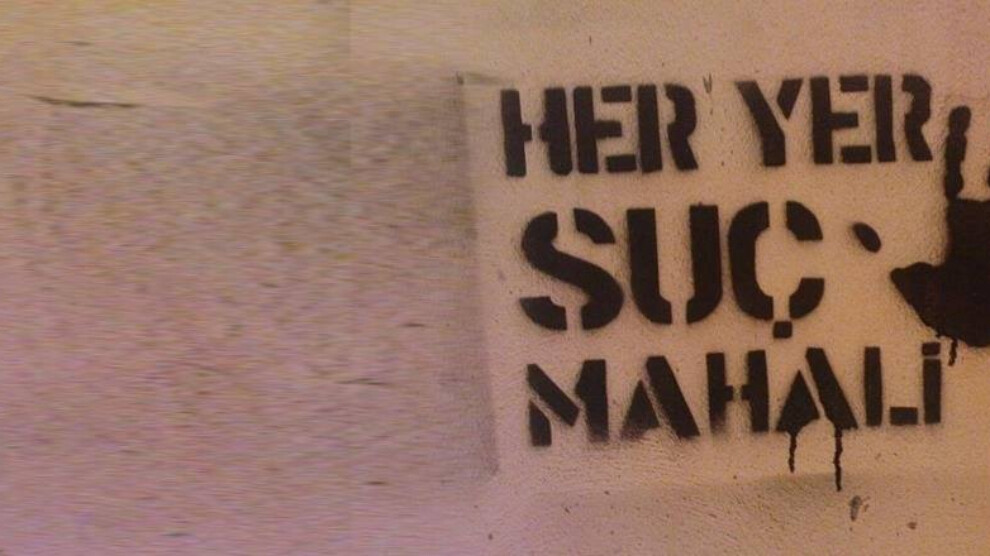 HER YER
SUÇ
MAHALİ